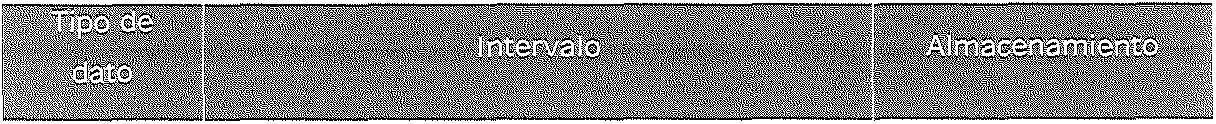 Tipo de
dato
Intervalo
Almacenamiento